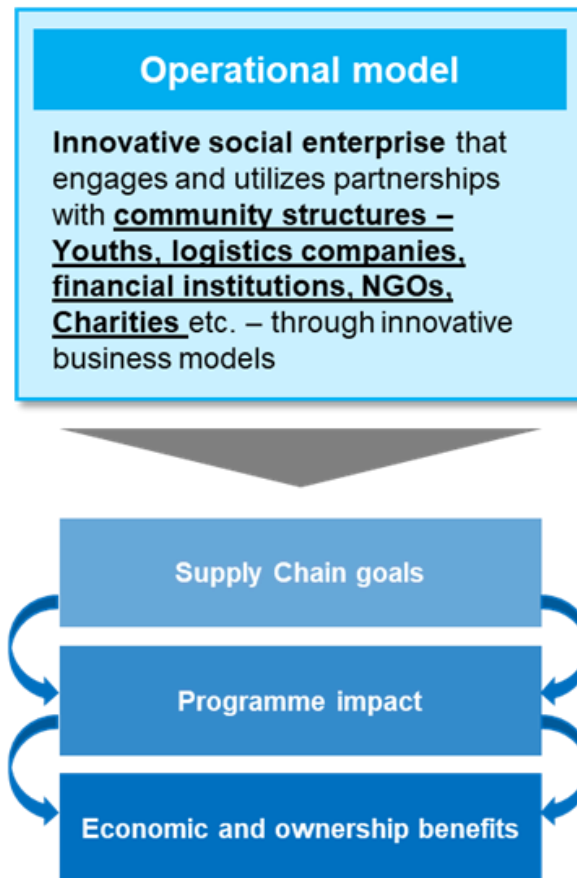 Operational model
Innovative social enterprise that
engages and utilizes partnerships
with community structures –
Youths, logistics companies,
financial institutions, NGOs,
Charities etc. – through innovative
business models
Supply Chain goals
Programme impact
Economic and ownership benefits